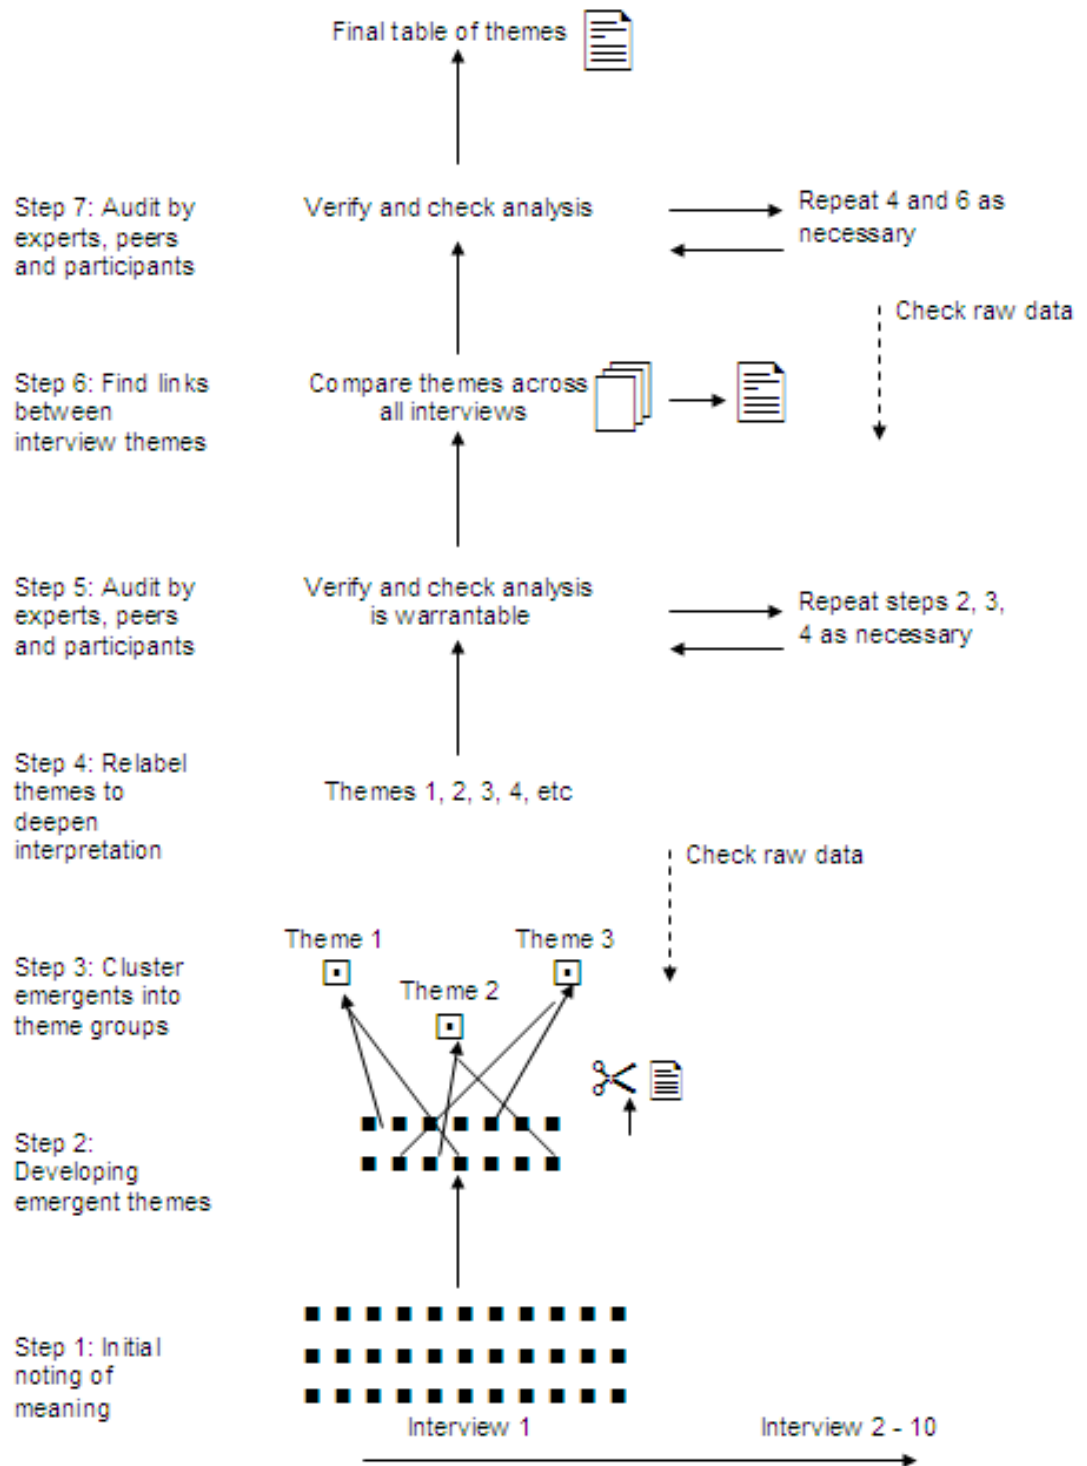 Final table of themes
Step 7: Audit by
experts, peers
and participants
Verify and check analysis
Repeat 4 and 6 as
necessary
Check raw data
Step 6: Find links
between
interview themes
Compare themes across
all interviews
Step 5: Audit by
experts, peers
and participants
Verify and check analysis
is warrantable
Repeat steps 2, 3,
4 as necessary
Step 4: Relabel
themes to
deepen
interpretation
Themes 1, 2, 3, 4, etc
Check raw data
Step 3: Cluster
emergents into
theme groups
Theme 1
Theme 2
Theme 3
Step 2:
Developing
emergent themes
Step 1: Initial
noting of
meaning
Interview 1
Interview 2 - 10